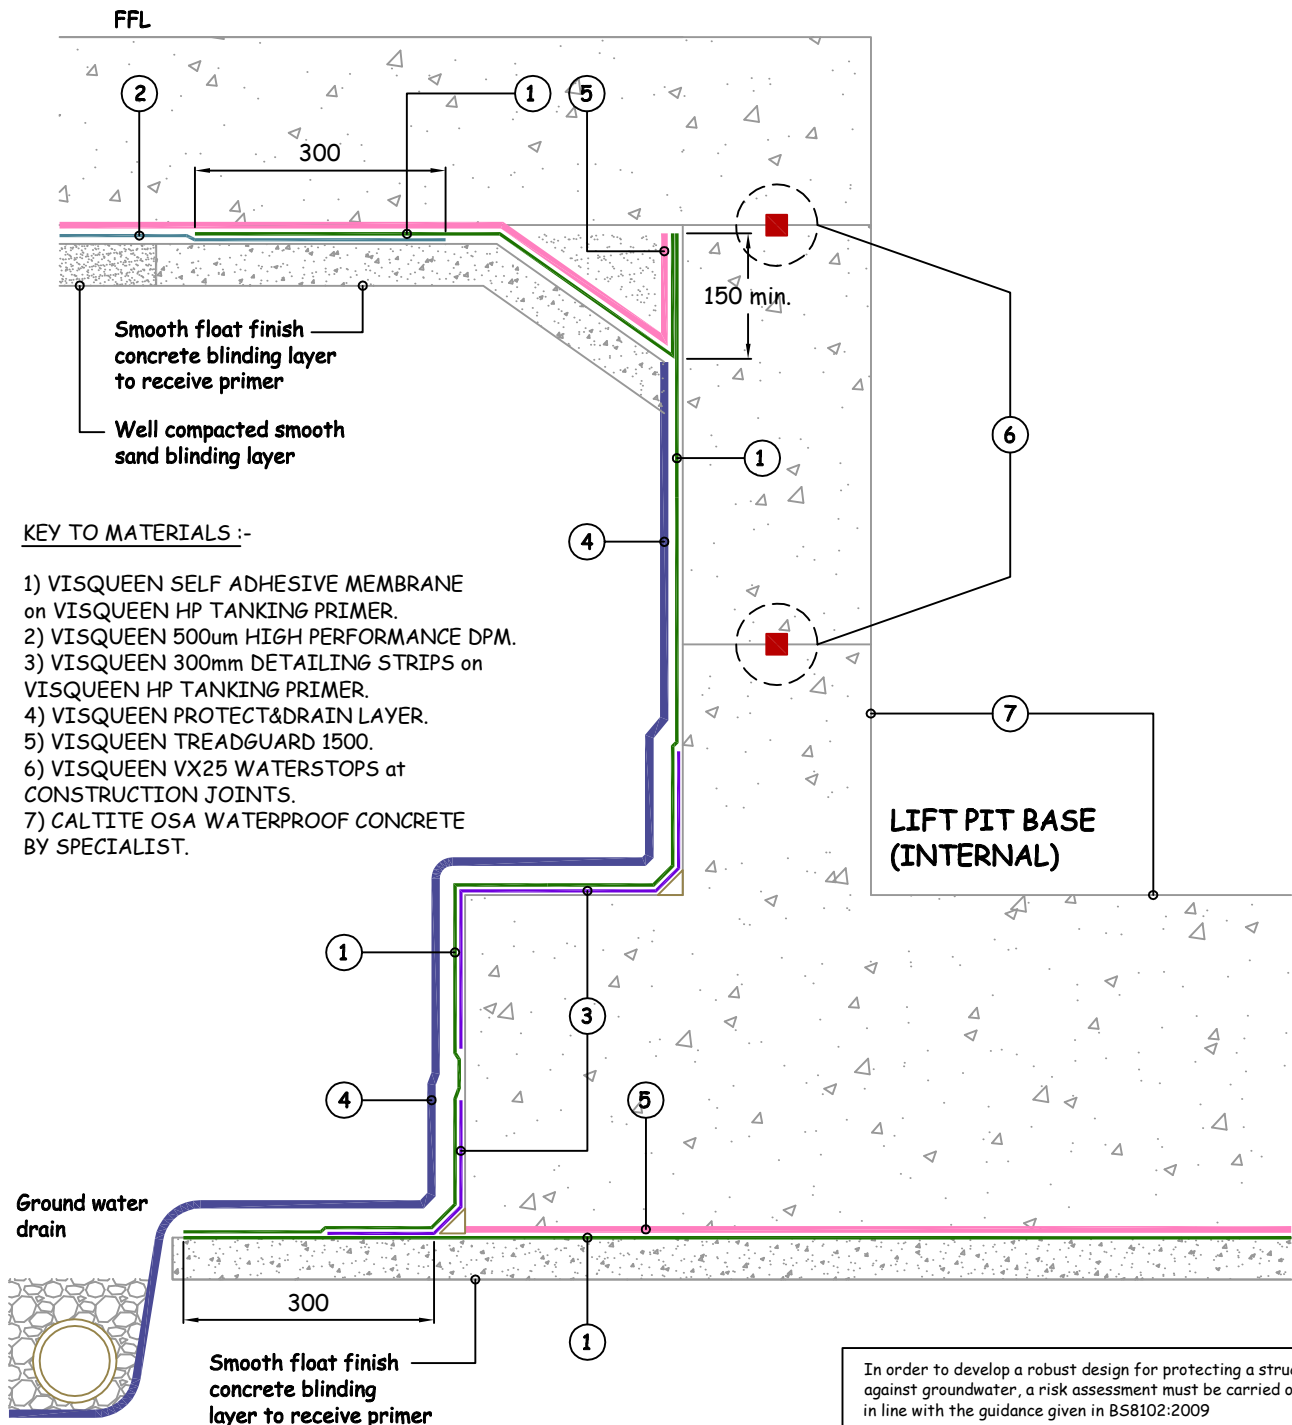 FFL
2
1
5
300
150 min.
Smooth float finish
concrete blinding layer
to receive primer
Well compacted smooth
sand blinding layer
6
1
4
KEY TO MATERIALS :-
1) VISQUEEN SELF ADHESIVE MEMBRANE
on VISQUEEN HP TANKING PRIMER.
2) VISQUEEN 500um HIGH PERFORMANCE DPM.
3) VISQUEEN 300mm DETAILING STRIPS on
VISQUEEN HP TANKING PRIMER.
4) VISQUEEN PROTECT&DRAIN LAYER.
5) VISQUEEN TREADGUARD 1500.
6) VISQUEEN VX25 WATERSTOPS at
CONSTRUCTION JOINTS.
7) CALTITE OSA WATERPROOF CONCRETE
BY SPECIALIST.
7
LIFT PIT BASE
(INTERNAL)
1
3
4
5
Ground water
drain
300
1
Smooth float finish
concrete blinding
layer to receive primer
In order to develop a robust design for protecting a
against groundwater, a risk assessment must be carried
in line with the guidance given in BS8102:2009